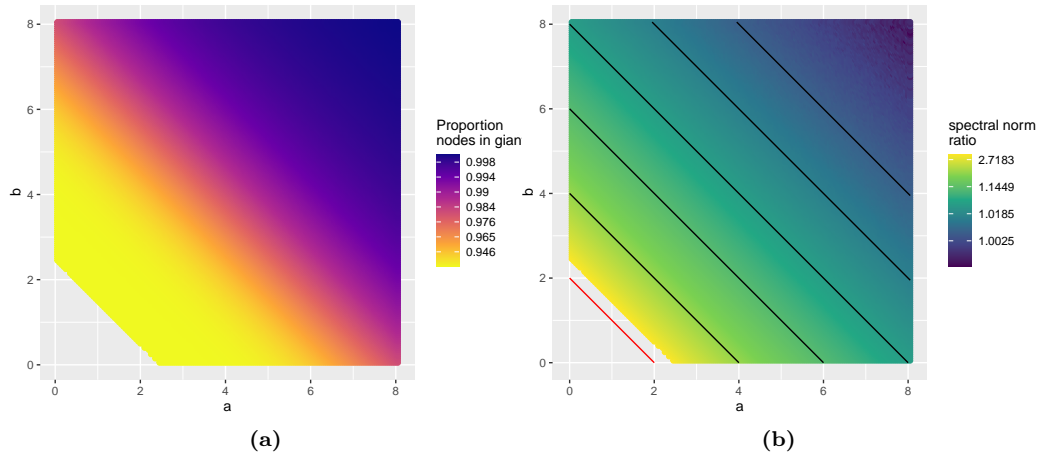 8
6
4
2
0
b
0 2 4 6 8
a
Proportion
nodes in gian
0.998
0.994
0.99
0.984
0.976
0.965
0.946
(a)
8
6
4
2
0
b
0 2 4 6 8
a
spectral norm
ratio
2.7183
1.1449
1.0185
1.0025
(b)